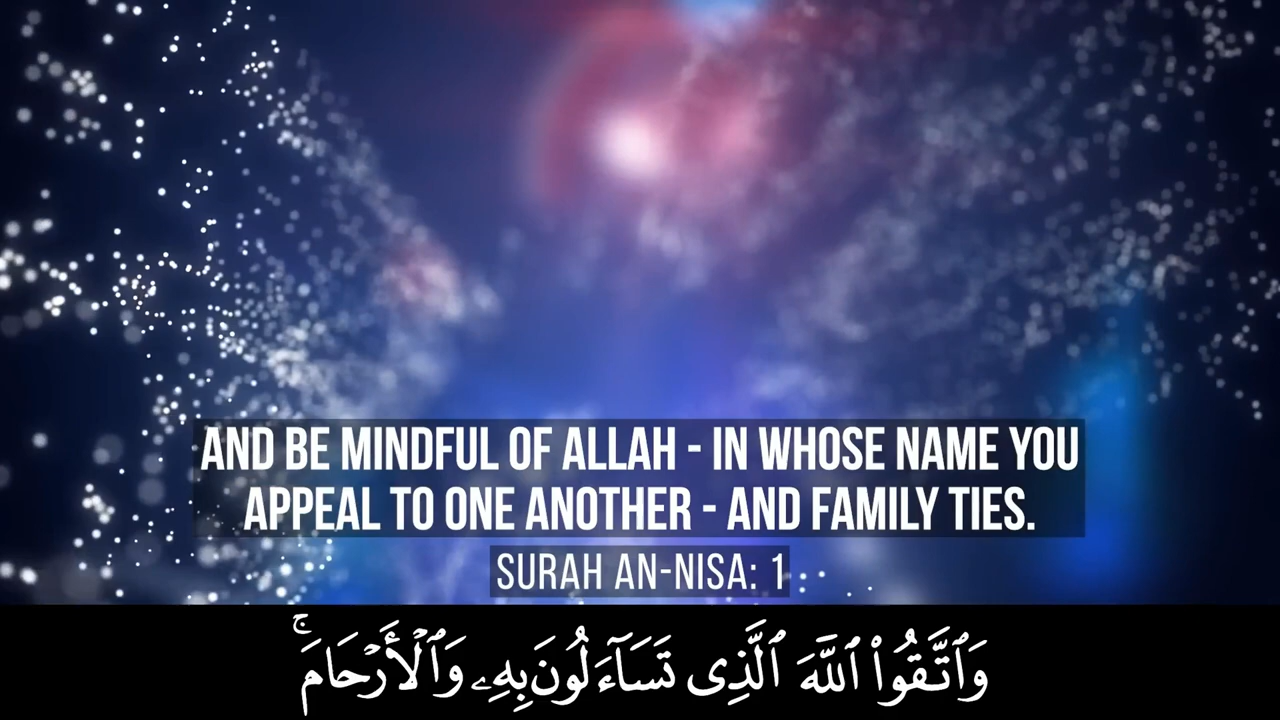 AND BE MINDFUL OF ALLAH - IN WHOSE NAME YOU
APPEAL TO ONE ANOTHER - AND FAMILY TIES.
SURAH AN-NISA: 1
وَٱتَّقُوا۟ ٱللَّهَ ٱلَّذِى تَسَآءَلُونَ بِهِۦ وَٱلْأَرْحَامَ ۚ